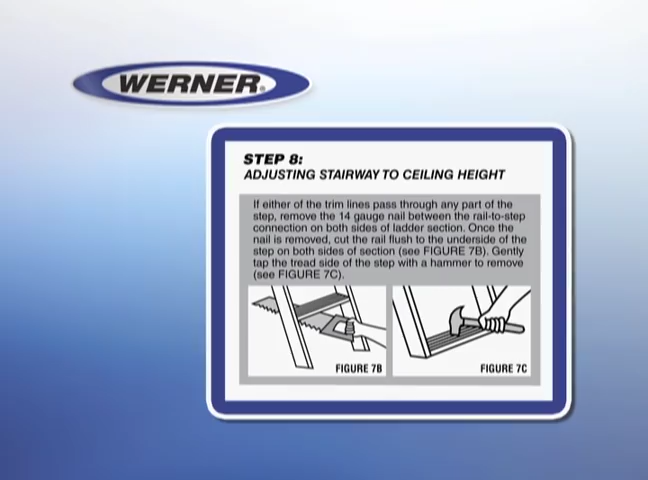 WERNER®
STEP 8:
ADJUSTING STAIRWAY TO CEILING HEIGHT
If either of the trim lines pass through any part of the
step, remove the 14 gauge nail between the rail-to-step
connection on both sides of ladder section. Once the
nail is removed, cut the rail flush to the underside of the
step on both sides of section (see FIGURE 7B). Gently
tap the tread side of the step with a hammer to remove
(see FIGURE 7C).
FIGURE 7B
FIGURE 7C